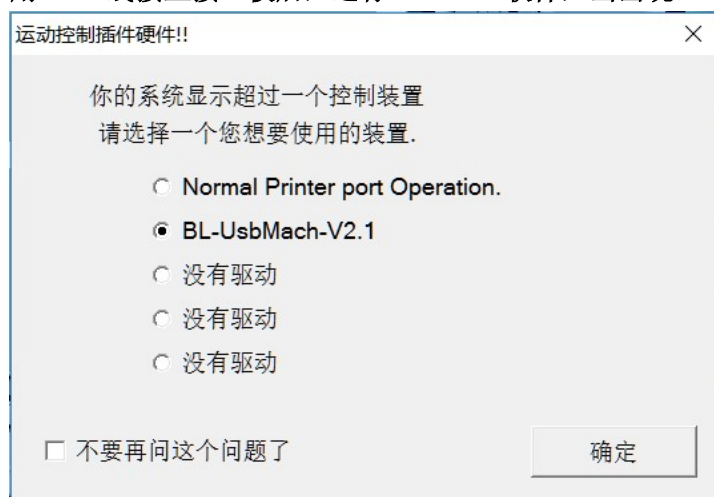 运动控制插件硬件!!
你的系统显示超过一个控制装置
请选择一个您想要使用的装置.
Normal Printer port Operation.
BL-UsbMach-V2.1
没有驱动
没有驱动
没有驱动
不要再问这个问题了
确定